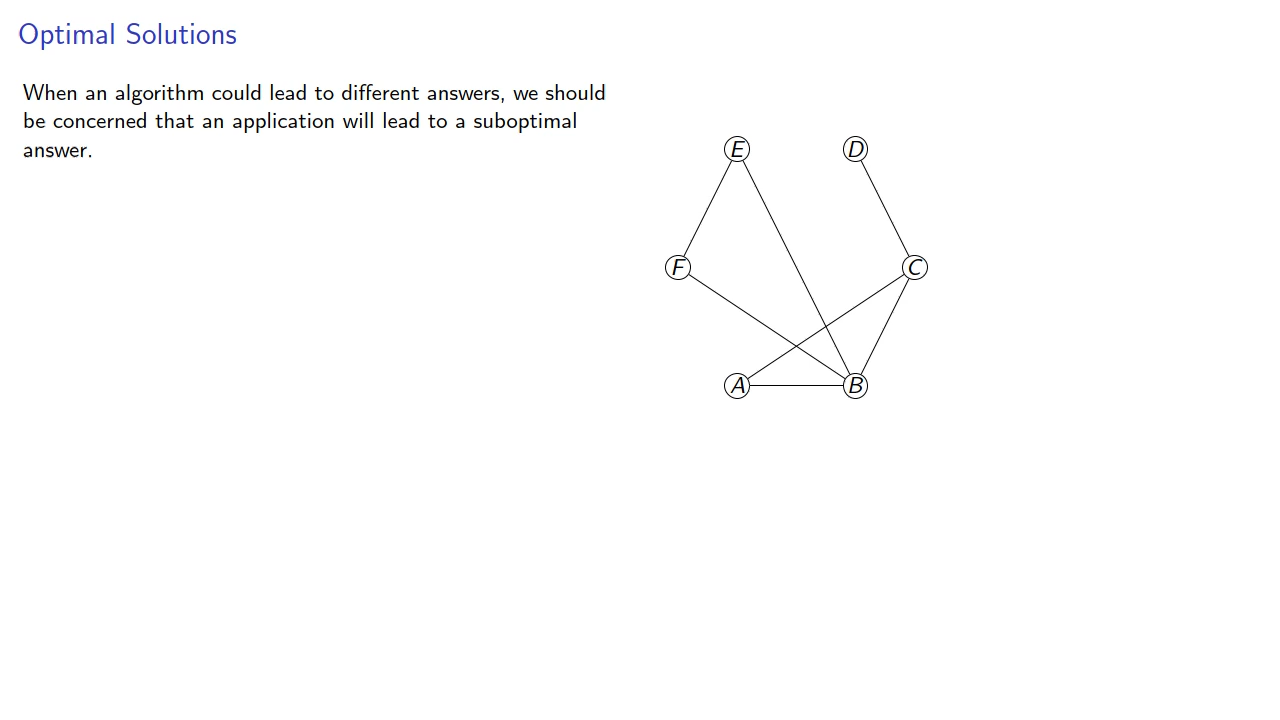 Optimal Solutions
When an algorithm could lead to different answers, we should
be concerned that an application will lead to a suboptimal
answer.
E D
F C
A B